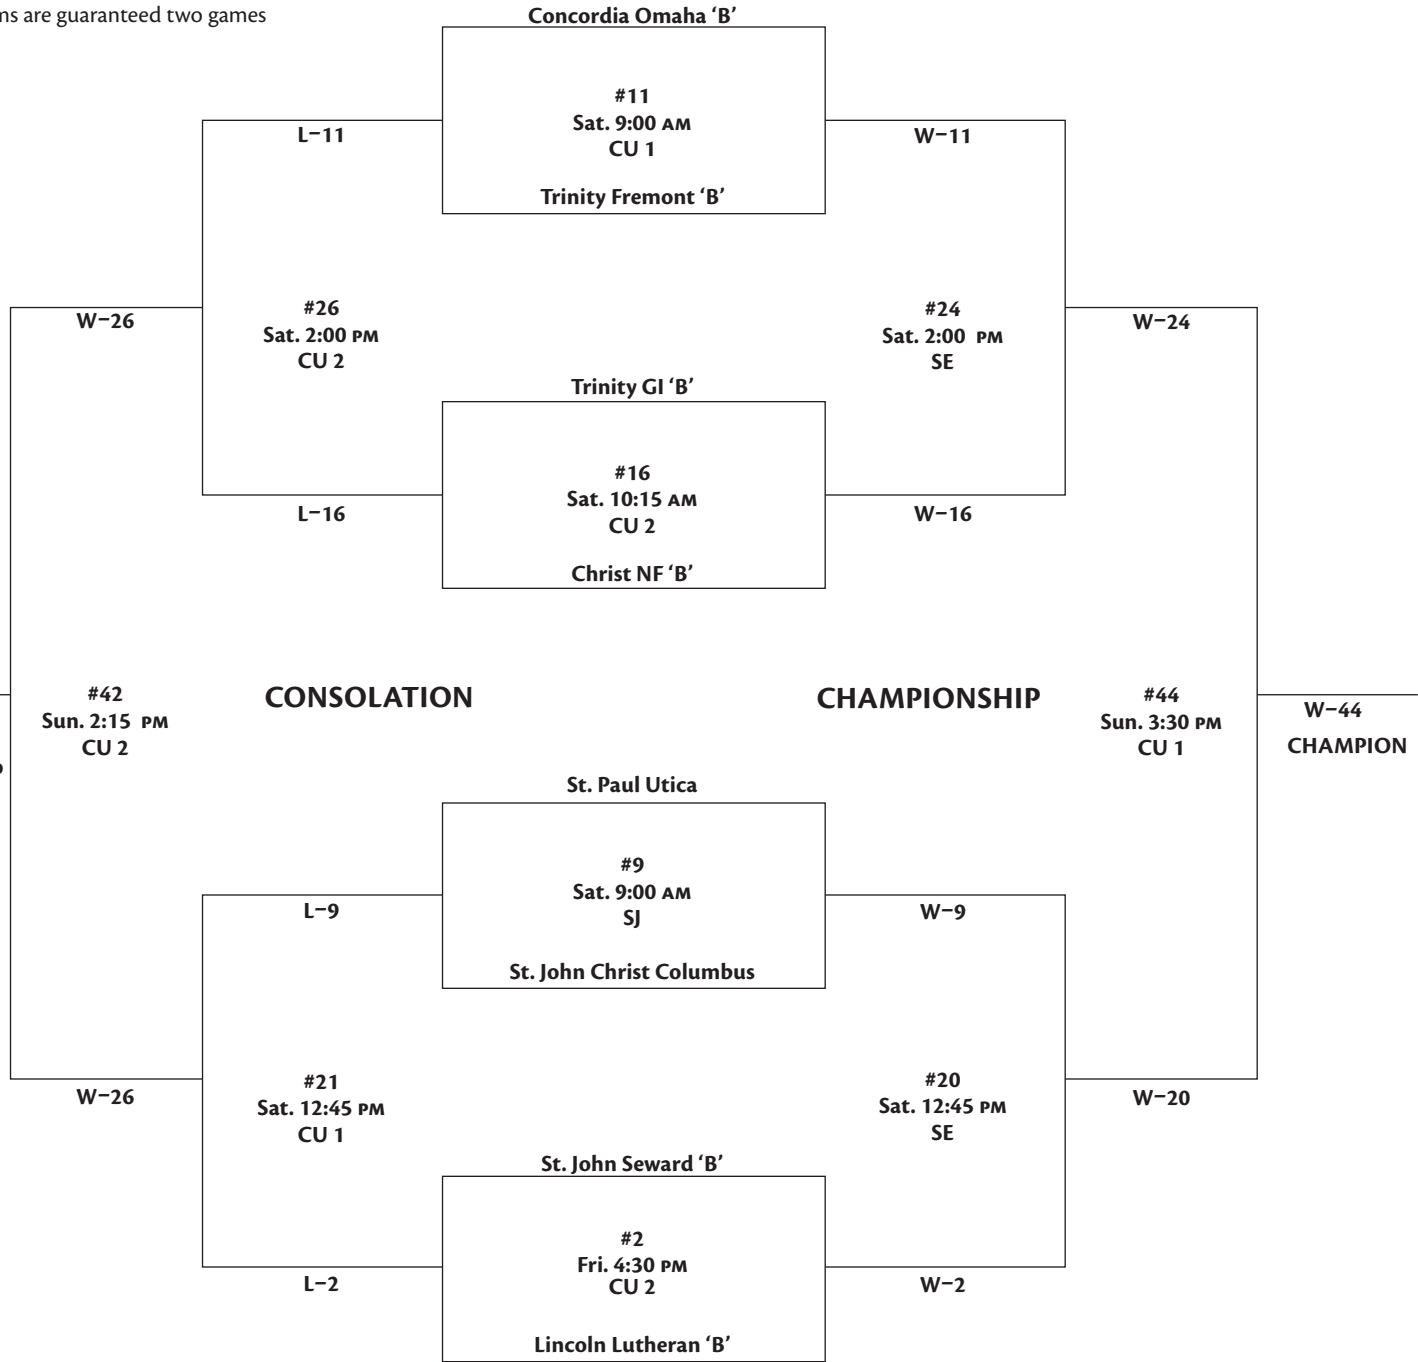 are guaranteed two games
Concordia Omaha ‘B’
#11
Sat. 9:00 AM
CU 1
L–11
W–11
Trinity Fremont ‘B’
#26
Sat. 2:00 PM
CU 2
#24
Sat. 2:00 PM
SE
W–26
W–24
Trinity GI ‘B’
#16
Sat. 10:15 AM
CU 2
L–16
W–16
Christ NF ‘B’
#42
Sun. 2:15 PM
CU 2
CONSOLATION
CHAMPIONSHIP
#44
Sun. 3:30 PM
CU 1
W–44
CHAMPION
St. Paul Utica
#9
Sat. 9:00 AM
SJ
L–9
W–9
St. John Christ Columbus
#21
Sat. 12:45 PM
CU 1
#20
Sat. 12:45 PM
SE
W–26
W–20
St. John Seward ‘B’
#2
Fri. 4:30 PM
CU 2
L–2
W–2
Lincoln Lutheran ‘B’